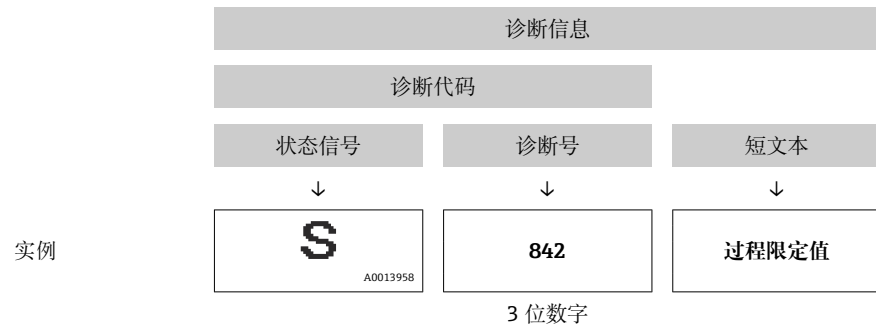 诊断信息
诊断代码
状态信号 诊断号 短文本
↓ ↓ ↓
实例 S 842 过程限定值
A0013958
3 位数字